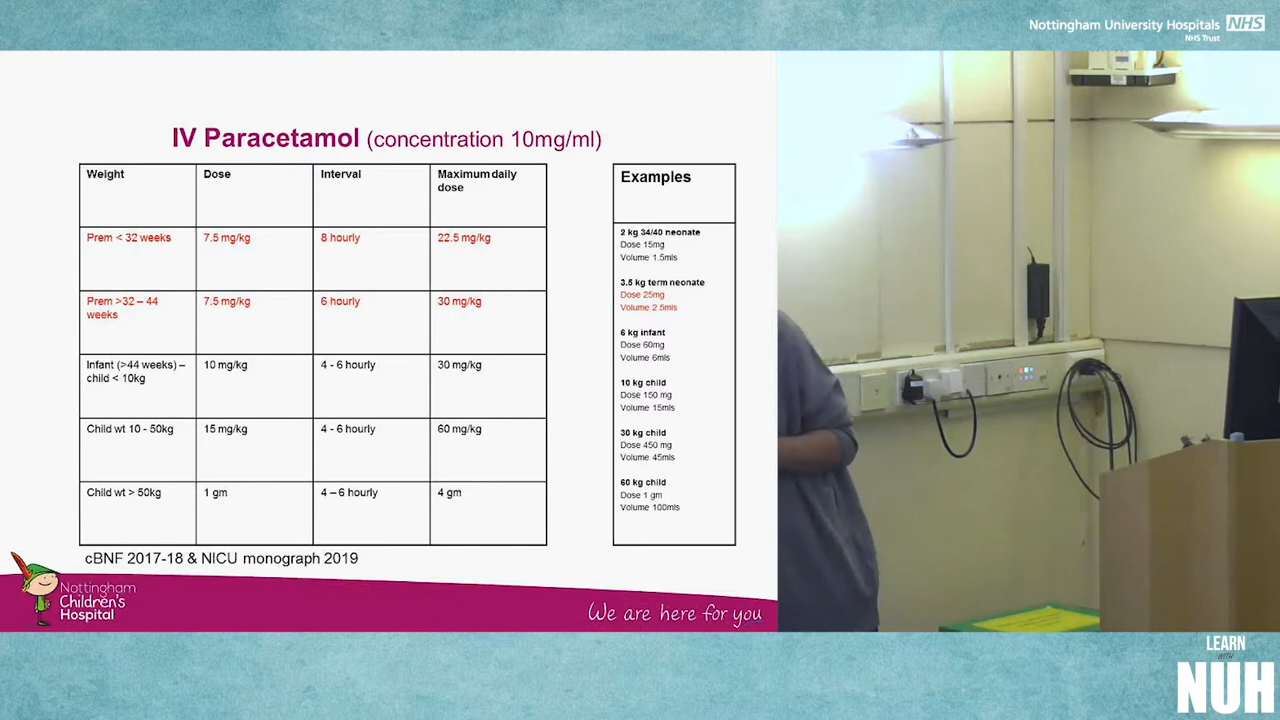 Nottingham University Hospitals NHS
NHS Trust
IV Paracetamol (concentration 10mg/ml)
Weight Dose Interval Maximum daily
dose
Prem < 32 weeks 7.5 mg/kg 8 hourly 22.5 mg/kg
Prem >32 – 44 7.5 mg/kg 6 hourly 30 mg/kg
weeks
Infant (>44 weeks) – 10 mg/kg 4 - 6 hourly 30 mg/kg
child < 10kg
Child wt 10 - 50kg 15 mg/kg 4 - 6 hourly 60 mg/kg
Child wt > 50kg 1 gm 4 – 6 hourly 4 gm
Examples
2 kg 34/40 neonate
Dose 15mg
Volume 1.5mls
3.5 kg term neonate
Dose 25mg
Volume 2.5mls
6 kg infant
Dose 60mg
Volume 6mls
10 kg child
Dose 150 mg
Volume 15mls
30 kg child
Dose 450 mg
Volume 45mls
60 kg child
Dose 1 gm
Volume 100mls
cBNF 2017-18 & NICU monograph 2019
Nottingham
Children's
Hospital
We are here for you
LEARN
WITH
NUH